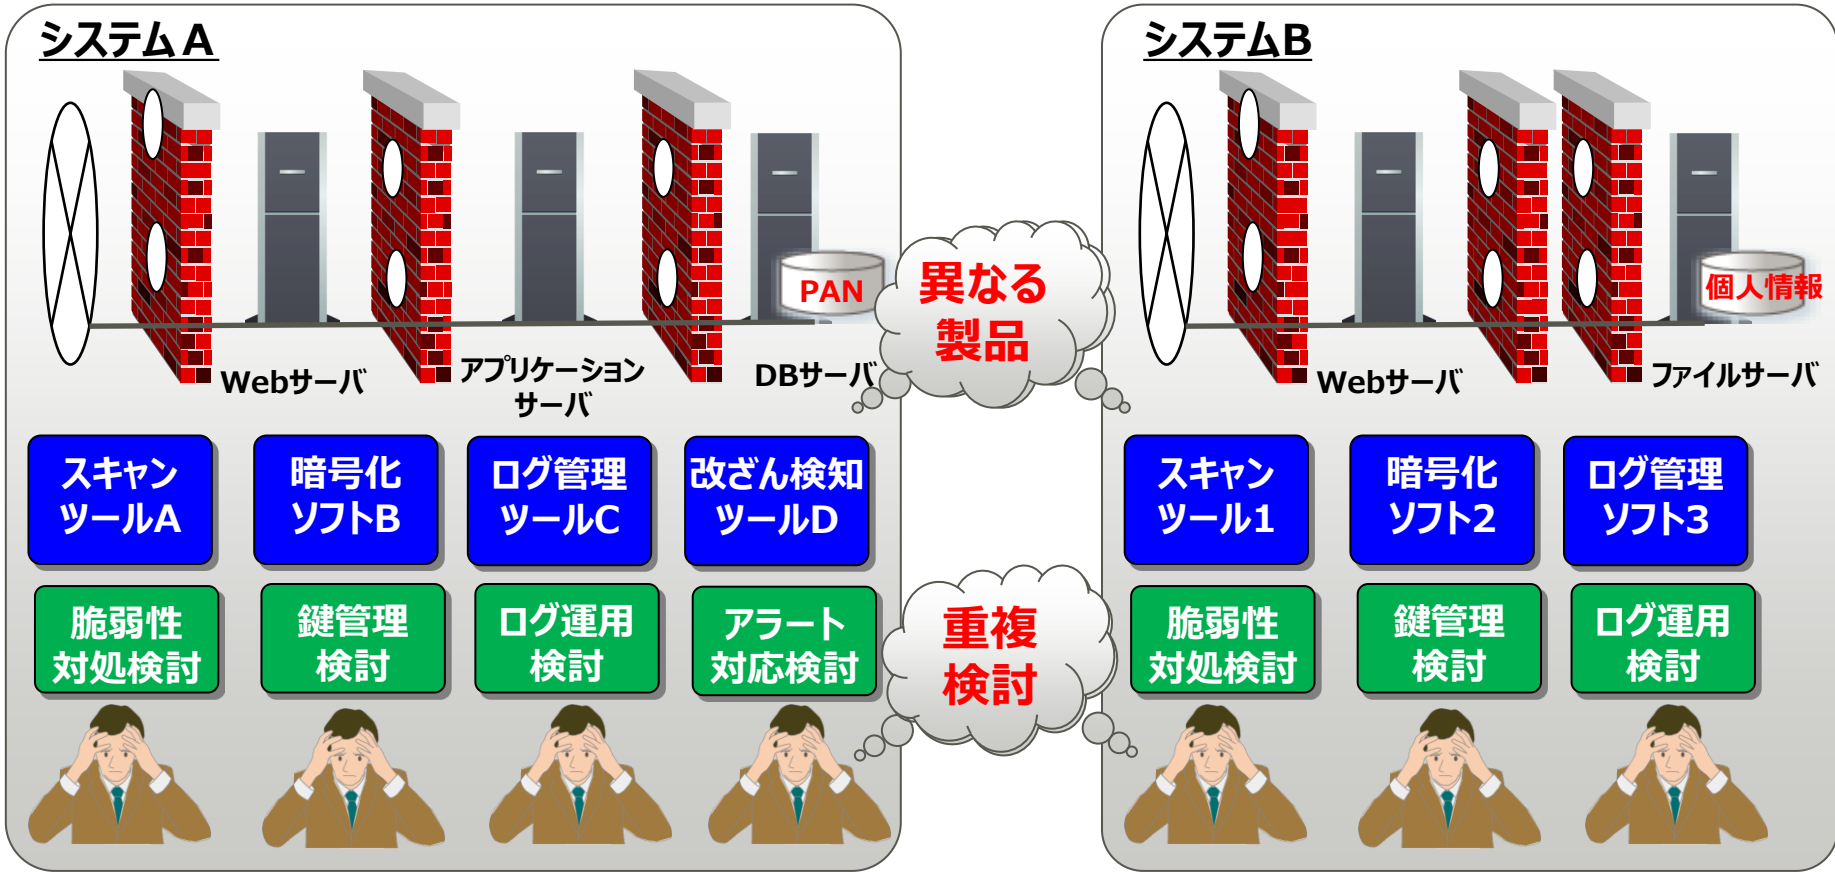 システムA
システムB
PAN
個人情報
異なる
製品
Webサーバ
アプリケーション
サーバ
DBサーバ
Webサーバ
ファイルサーバ
スキャン
ツールA
暗号化
ソフトB
ログ管理
ツールC
改ざん検知
ツールD
スキャン
ツール1
暗号化
ソフト2
ログ管理
ソフト3
脆弱性
対処検討
鍵管理
検討
ログ運用
検討
アラート
対応検討
重複
検討
脆弱性
対処検討
鍵管理
検討
ログ運用
検討